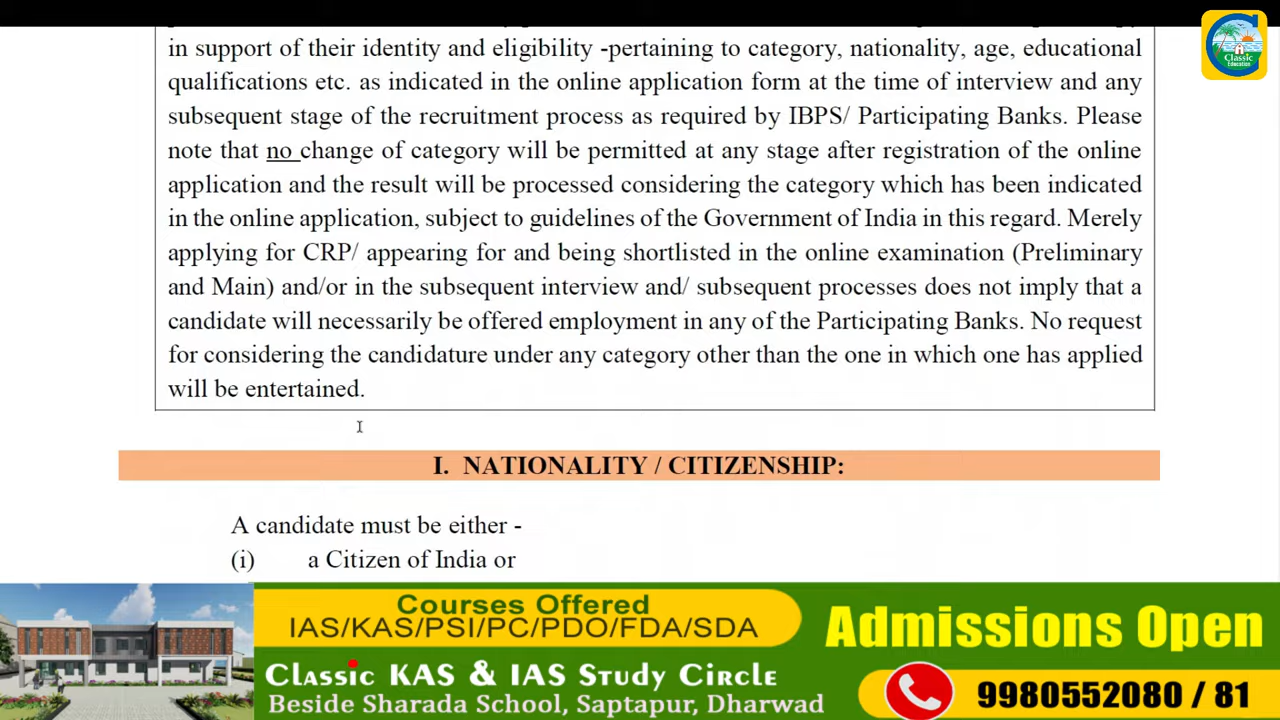 in support of their identity and eligibility -pertaining to category, nationality, age, educational
qualifications etc. as indicated in the online application form at the time of interview and any
subsequent stage of the recruitment process as required by IBPS/ Participating Banks. Please
note that no change of category will be permitted at any stage after registration of the online
application and the result will be processed considering the category which has been indicated
in the online application, subject to guidelines of the Government of India in this regard. Merely
applying for CRP/ appearing for and being shortlisted in the online examination (Preliminary
and Main) and/or in the subsequent interview and/ subsequent processes does not imply that a
candidate will necessarily be offered employment in any of the Participating Banks. No request
for considering the candidature under any category other than the one in which one has applied
will be entertained.
I. NATIONALITY / CITIZENSHIP:
A candidate must be either -
(i) a Citizen of India or
Classic
Education
Courses Offered
IAS/KAS/PSI/PC/PDO/FDA/SDA
Classic KAS & IAS Study Circle
Beside Sharada School, Saptapur, Dharwad
Admissions Open
9980552080 / 81